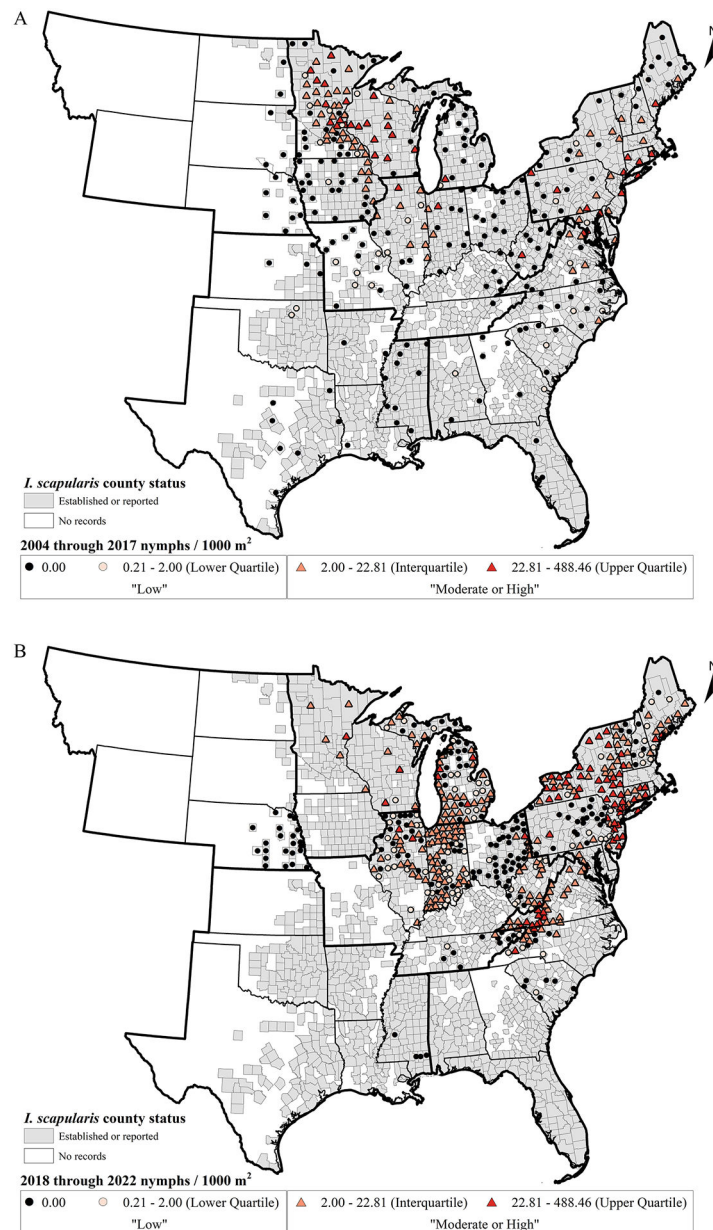 A
N
I. scapularis county status
Established or reported
No records
2004 through 2017 nymphs / 1000 m²
0.00 0.21 - 2.00 (Lower Quartile) 2.00 - 22.81 (Interquartile) 22.81 - 488.46 (Upper Quartile)
"Low" "Moderate or High"
B
N
I. scapularis county status
Established or reported
No records
2018 through 2022 nymphs / 1000 m²
0.00 0.21 - 2.00 (Lower Quartile) 2.00 - 22.81 (Interquartile) 22.81 - 488.46 (Upper Quartile)
"Low" "Moderate or High"